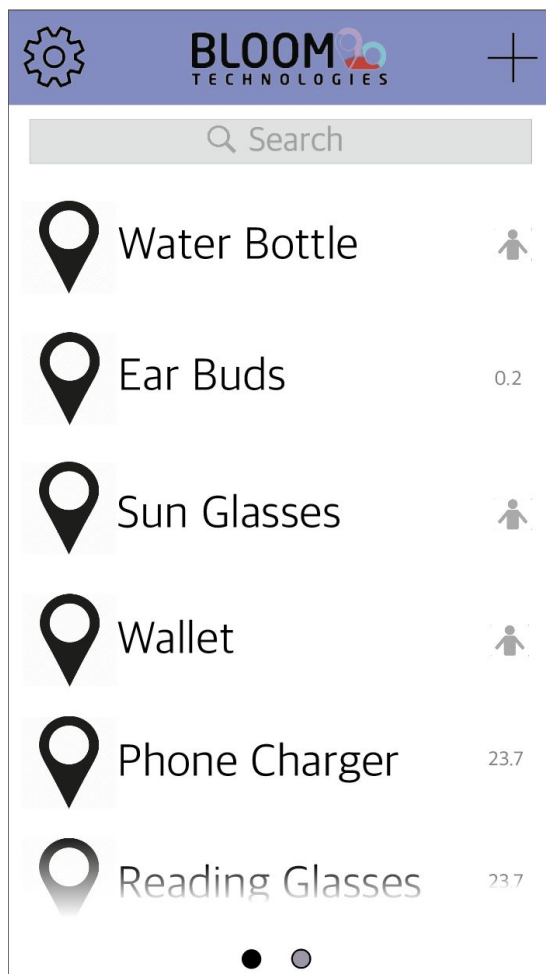 BLOOM
TECHNOLOGIES
Search
Water Bottle
Ear Buds 0.2
Sun Glasses
Wallet
Phone Charger 23.7
Reading Glasses 23.7